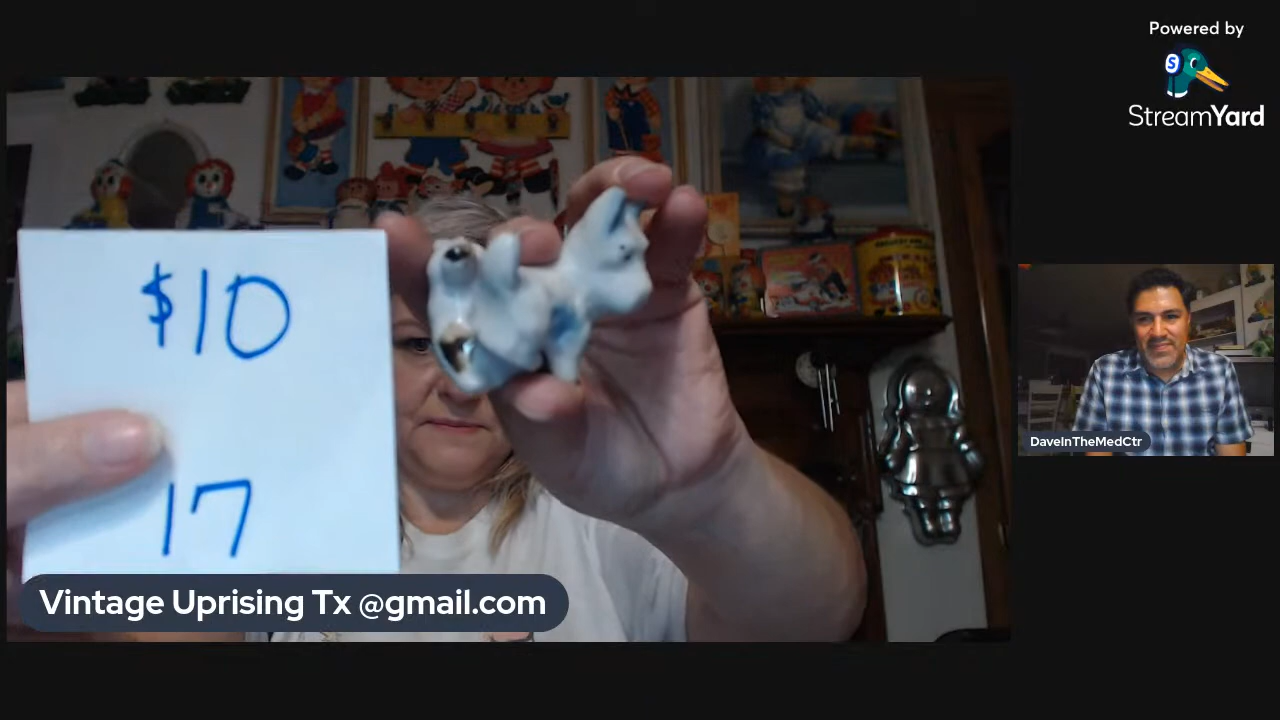 Powered by
StreamYard
$10
17
DaveInTheMedCtr
Vintage Uprising Tx @gmail.com